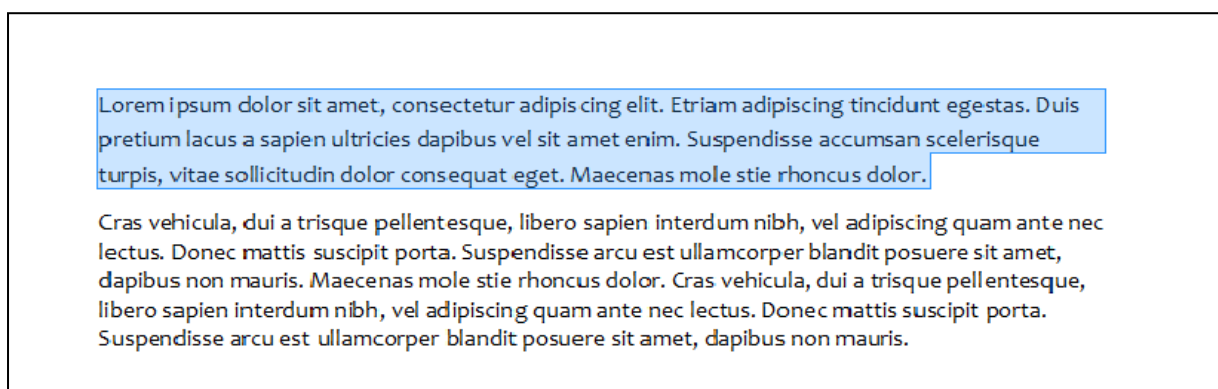 Lorem ipsum dolor sit amet, consectetur adipiscing elit. Etriam adipiscing tincidunt egestas. Duis
pretium lacus a sapien ultricies dapibus vel sit amet enim. Suspendisse accumsan scelerisque
turpis, vitae sollicitudin dolor consequat eget. Maecenas mole stie rhoncus dolor.
Cras vehicula, dui a trisque pellentesque, libero sapien interdum nibh, vel adipiscing quam ante nec
lectus. Donec mattis suscipit porta. Suspendisse arcu est ullamcorper blandit posuere sit amet,
dapibus non mauris. Maecenas mole stie rhoncus dolor. Cras vehicula, dui a trisque pellentesque,
libero sapien interdum nibh, vel adipiscing quam ante nec lectus. Donec mattis suscipit porta.
Suspendisse arcu est ullamcorper blandit posuere sit amet, dapibus non mauris.